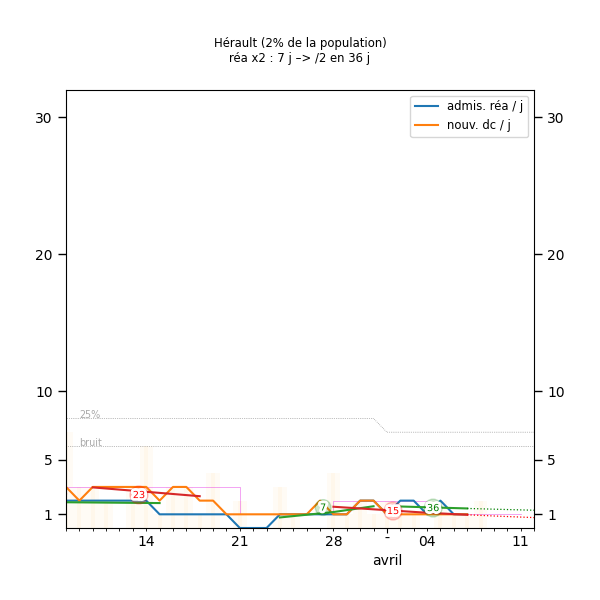 Hérault (2% de la population)
réa x2 : 7 j –> /2 en 36 j
admis. réa / j
nouv. dc / j
30 30
20 20
10 10
25%
bruit
5 5
23 7 15 -36
1 1
14 21 28 - 04 11
avril